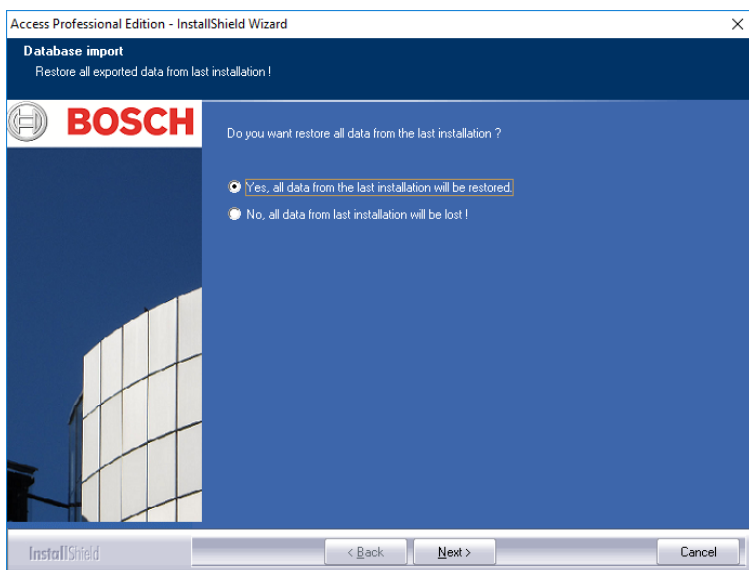 Access Professional Edition - InstallShield Wizard
Database import
Restore all exported data from last installation !
BOSCH
Do you want restore all data from the last installation ?
Yes, all data from the last installation will be restored.
No, all data from last installation will be lost !
InstallShield
< Back
Next >
Cancel